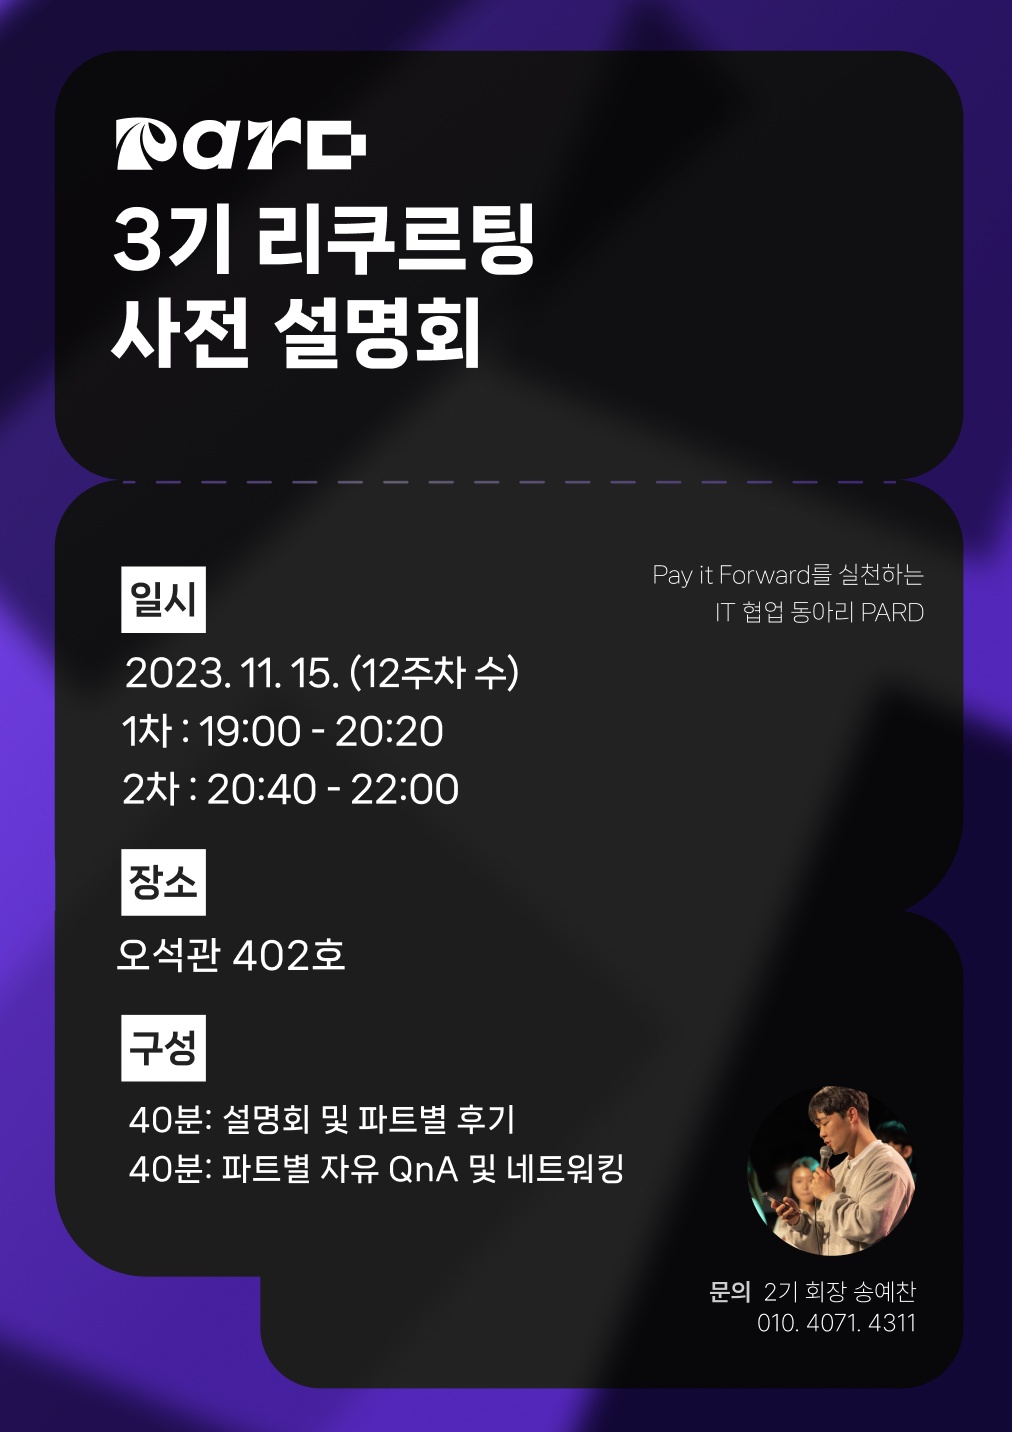 Pard
3기 리쿠르팅
사전 설명회
Pay it Forward를 실천하는
IT 협업 동아리 PARD
일시
2023. 11. 15. (12주차 수)
1차 : 19:00 - 20:20
2차 : 20:40 - 22:00
장소
오석관 402호
구성
40분: 설명회 및 파트별 후기
40분: 파트별 자유 QnA 및 네트워킹
문의 2기 회장 송예찬
010. 4071. 4311